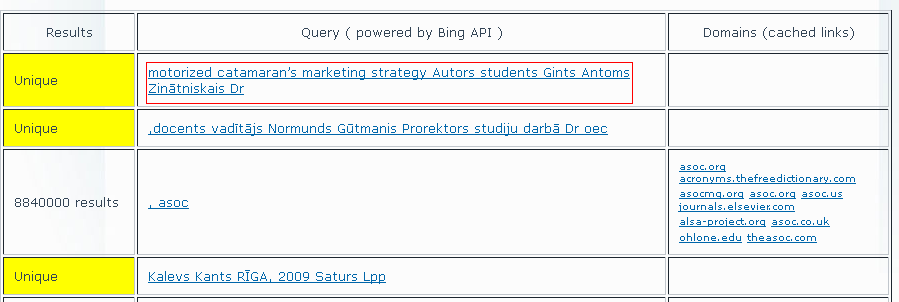 Results Query ( powered by Bing API ) Domains (cached links)
Unique motorized catamaran's marketing strategy Autors students Gints Antoms
Zinātniskais Dr
Unique ,docents vadītājs Normunds Gūtmanis Prorektors studiju darbā Dr oec
8840000 results , asoc
asoc.org
acronyms.thefreedictionary.com
asocmg.org asoc.org asoc.us
journals.elsevier.com
alsa-project.org asoc.co.uk
ohlone.edu theasoc.com
Unique Kalevs Kants RĪGA, 2009 Saturs Lpp